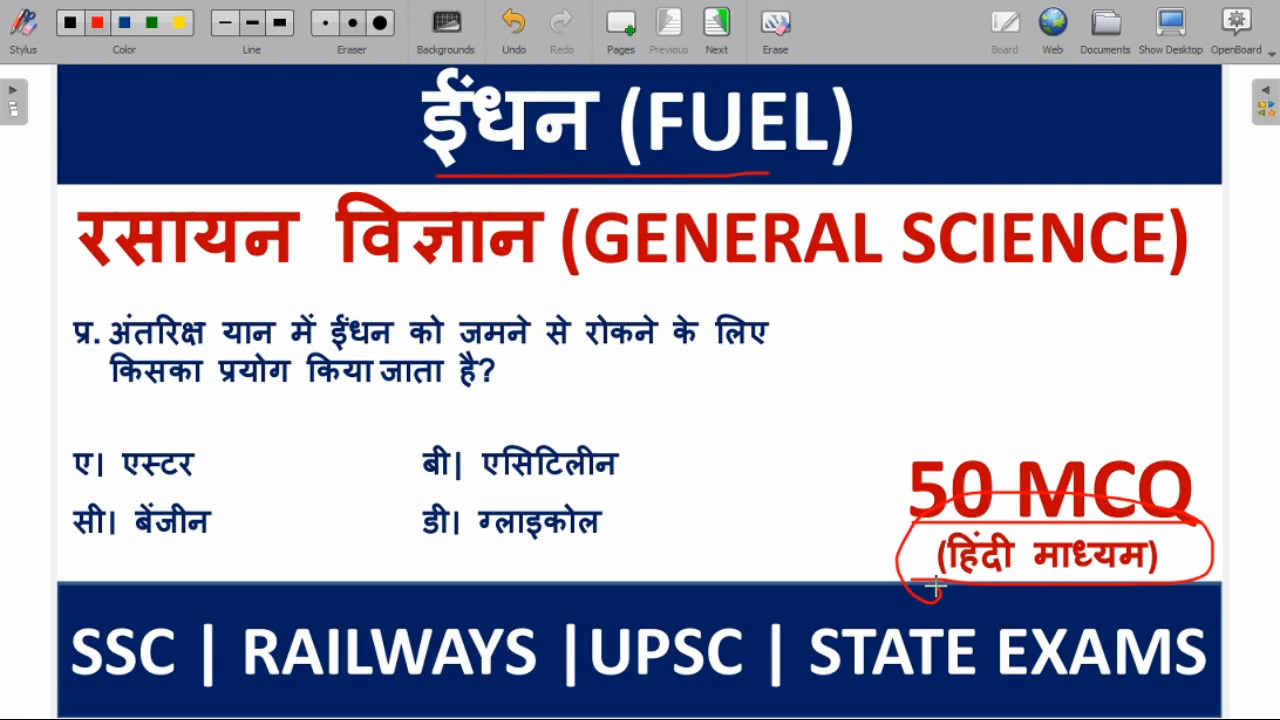 Stylus
Color
Line
Eraser
Backgrounds
Undo
Redo
Pages
Previous
Next
Erase
Board
Web
Documents
Show Desktop
OpenBoard
ईंधन (FUEL)
रसायन विज्ञान (GENERAL SCIENCE)
प्र. अंतरिक्ष यान में ईंधन को जमने से रोकने के लिए
किसका प्रयोग किया जाता है?
ए। एस्टर
बी| एसिटिलीन
सी। बेंजीन
डी। ग्लाइकोल
50 MCQ
(हिंदी माध्यम)
SSC | RAILWAYS |UPSC | STATE EXAMS